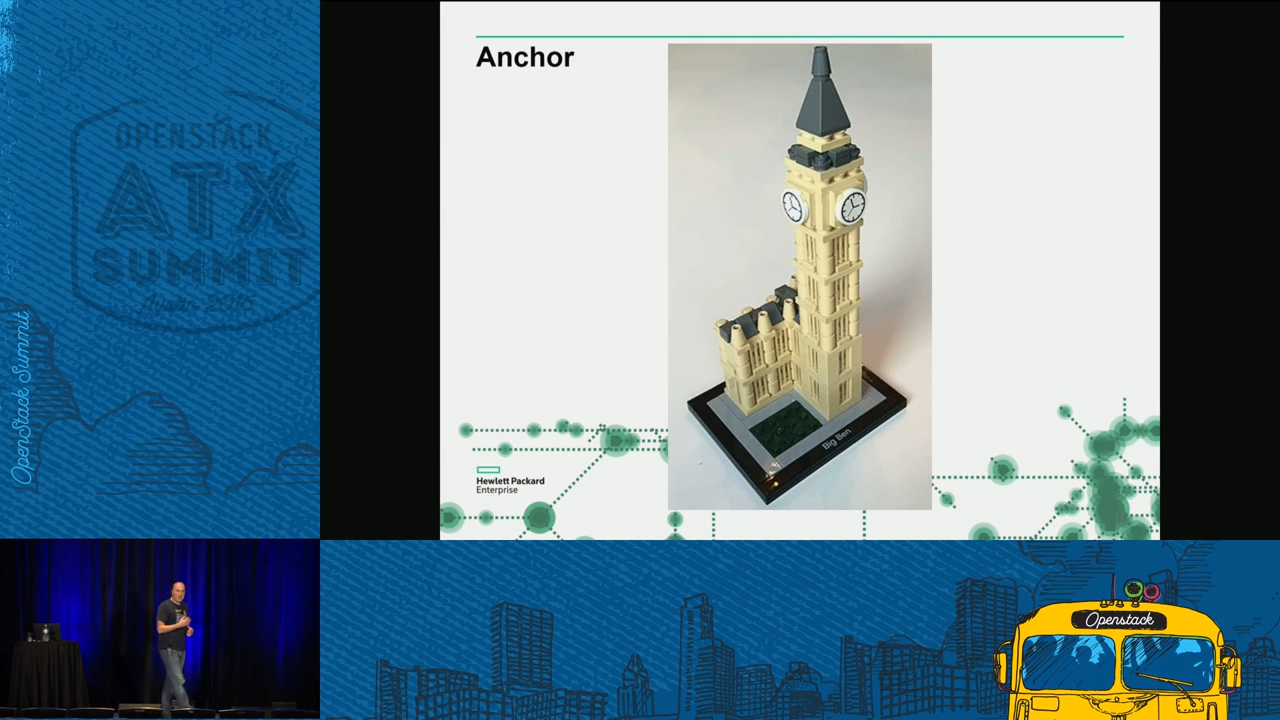 OPENSTACK
ATX
SUMMIT
Austin 2016
OpenStack Summit
Anchor
Big Ben
Hewlett Packard
Enterprise
Openstack